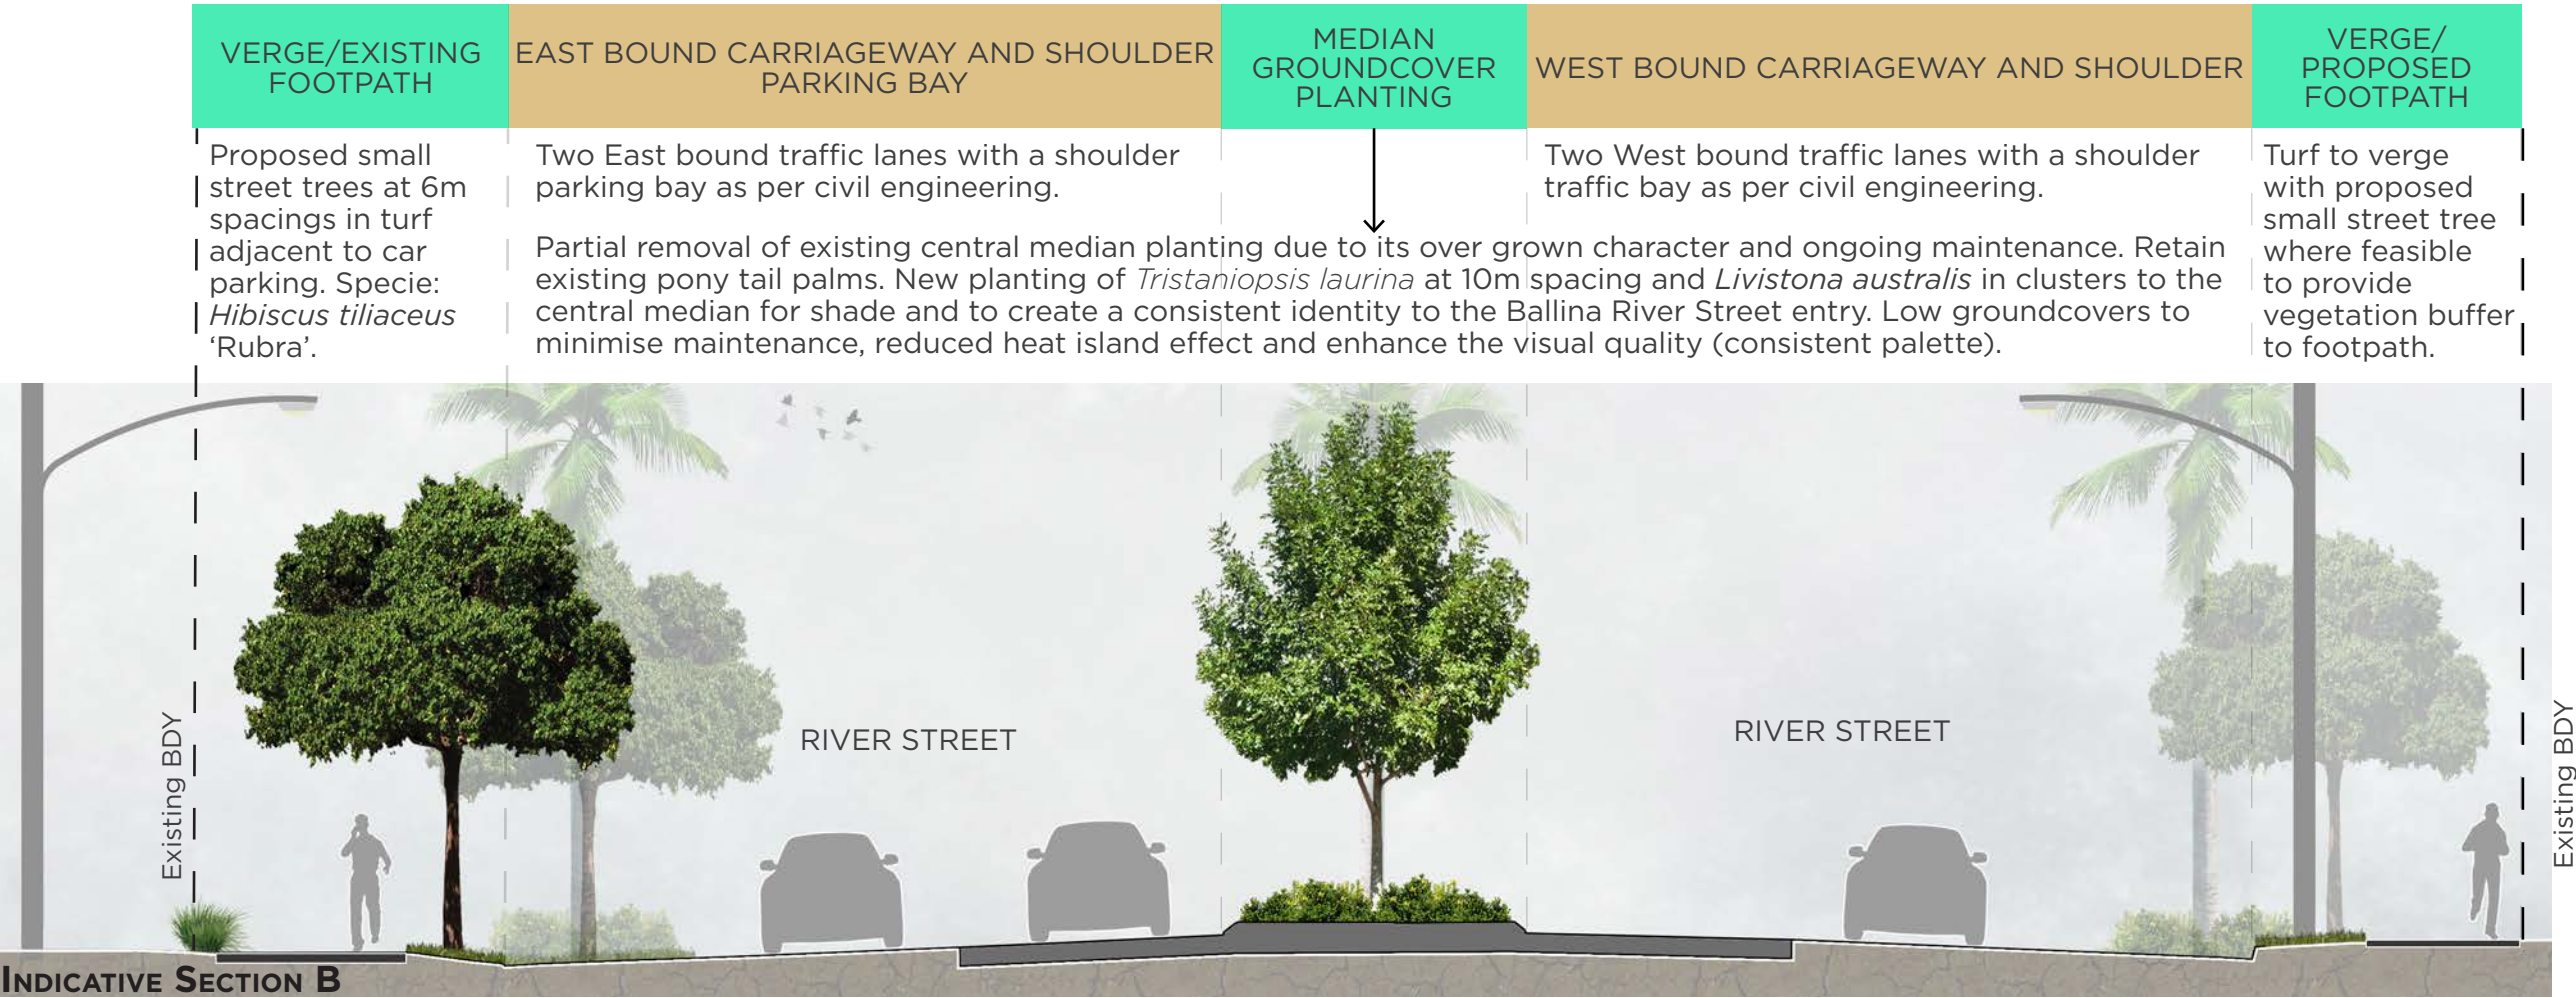 VERGE/EXISTING
FOOTPATH
EAST BOUND CARRIAGEWAY AND SHOULDER
PARKING BAY
MEDIAN
GROUNDCOVER
PLANTING
WEST BOUND CARRIAGEWAY AND SHOULDER
VERGE/
PROPOSED
FOOTPATH
Proposed small
street trees at 6m
spacings in turf
adjacent to car
parking. Specie:
Hibiscus tiliaceus
‘Rubra’.
Two East bound traffic lanes with a shoulder
parking bay as per civil engineering.
Two West bound traffic lanes with a shoulder
traffic bay as per civil engineering.
Partial removal of existing central median planting due to its over grown character and ongoing maintenance. Retain
existing pony tail palms. New planting of Tristaniopsis laurina at 10m spacing and Livistona australis in clusters to the
central median for shade and to create a consistent identity to the Ballina River Street entry. Low groundcovers to
minimise maintenance, reduced heat island effect and enhance the visual quality (consistent palette).
Turf to verge
with proposed
small street tree
where feasible
to provide
vegetation buffer
to footpath.
Existing BDY
RIVER STREET
RIVER STREET
Existing BDY
INDICATIVE SECTION B